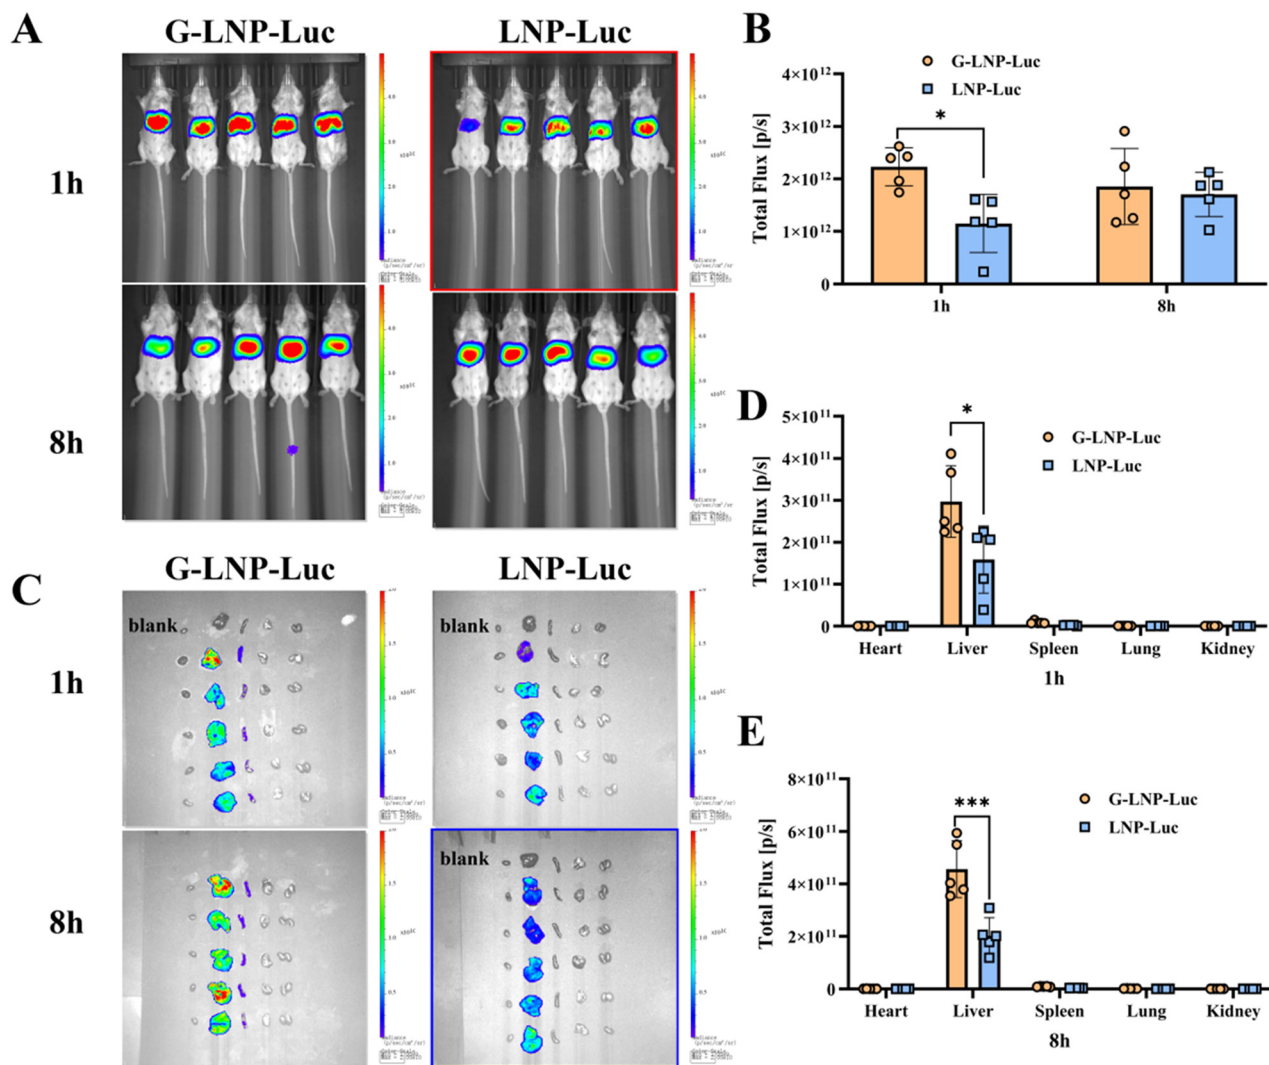 A
G-LNP-Luc
LNP-Luc
1h
8h
B
G-LNP-Luc
LNP-Luc
Total Flux [p/s]
4×10¹²
3×10¹²
2×10¹²
1×10¹²
0
*
1h
8h
C
G-LNP-Luc
LNP-Luc
blank
blank
1h
8h
blank
D
G-LNP-Luc
LNP-Luc
Total Flux [p/s]
5×10¹¹
4×10¹¹
3×10¹¹
2×10¹¹
1×10¹¹
0
*
Heart
Liver
Spleen
Lung
Kidney
1h
E
G-LNP-Luc
LNP-Luc
Total Flux [p/s]
8×10¹¹
6×10¹¹
4×10¹¹
2×10¹¹
0
***
Heart
Liver
Spleen
Lung
Kidney
8h